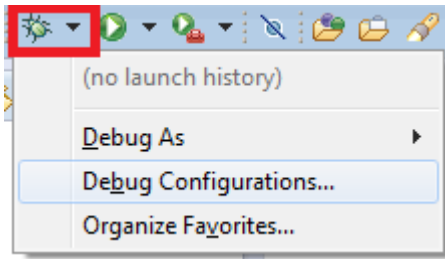 (no launch history)
Debug As
Debug Configurations...
Organize Favorites...